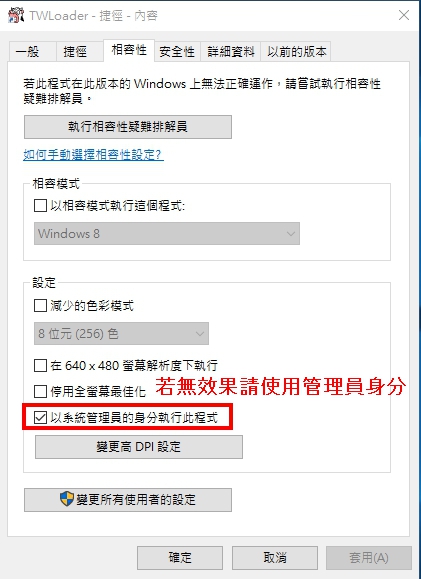 TWLoader - 捷徑 - 內容
一般 捷徑 相容性 安全性 詳細資料 以前的版本
若此程式在此版本的 Windows 上無法正確運作，請嘗試執行相容性
疑難排解員。
執行相容性疑難排解員
如何手動選擇相容性設定?
相容模式
以相容模式執行這個程式:
Windows 8
設定
減少的色彩模式
8 位元 (256) 色
在 640 x 480 螢幕解析度下執行
停用全螢幕最佳化
若無效果請使用管理員身分
以系統管理員的身分執行此程式
變更高 DPI 設定
變更所有使用者的設定
確定 取消 套用(A)